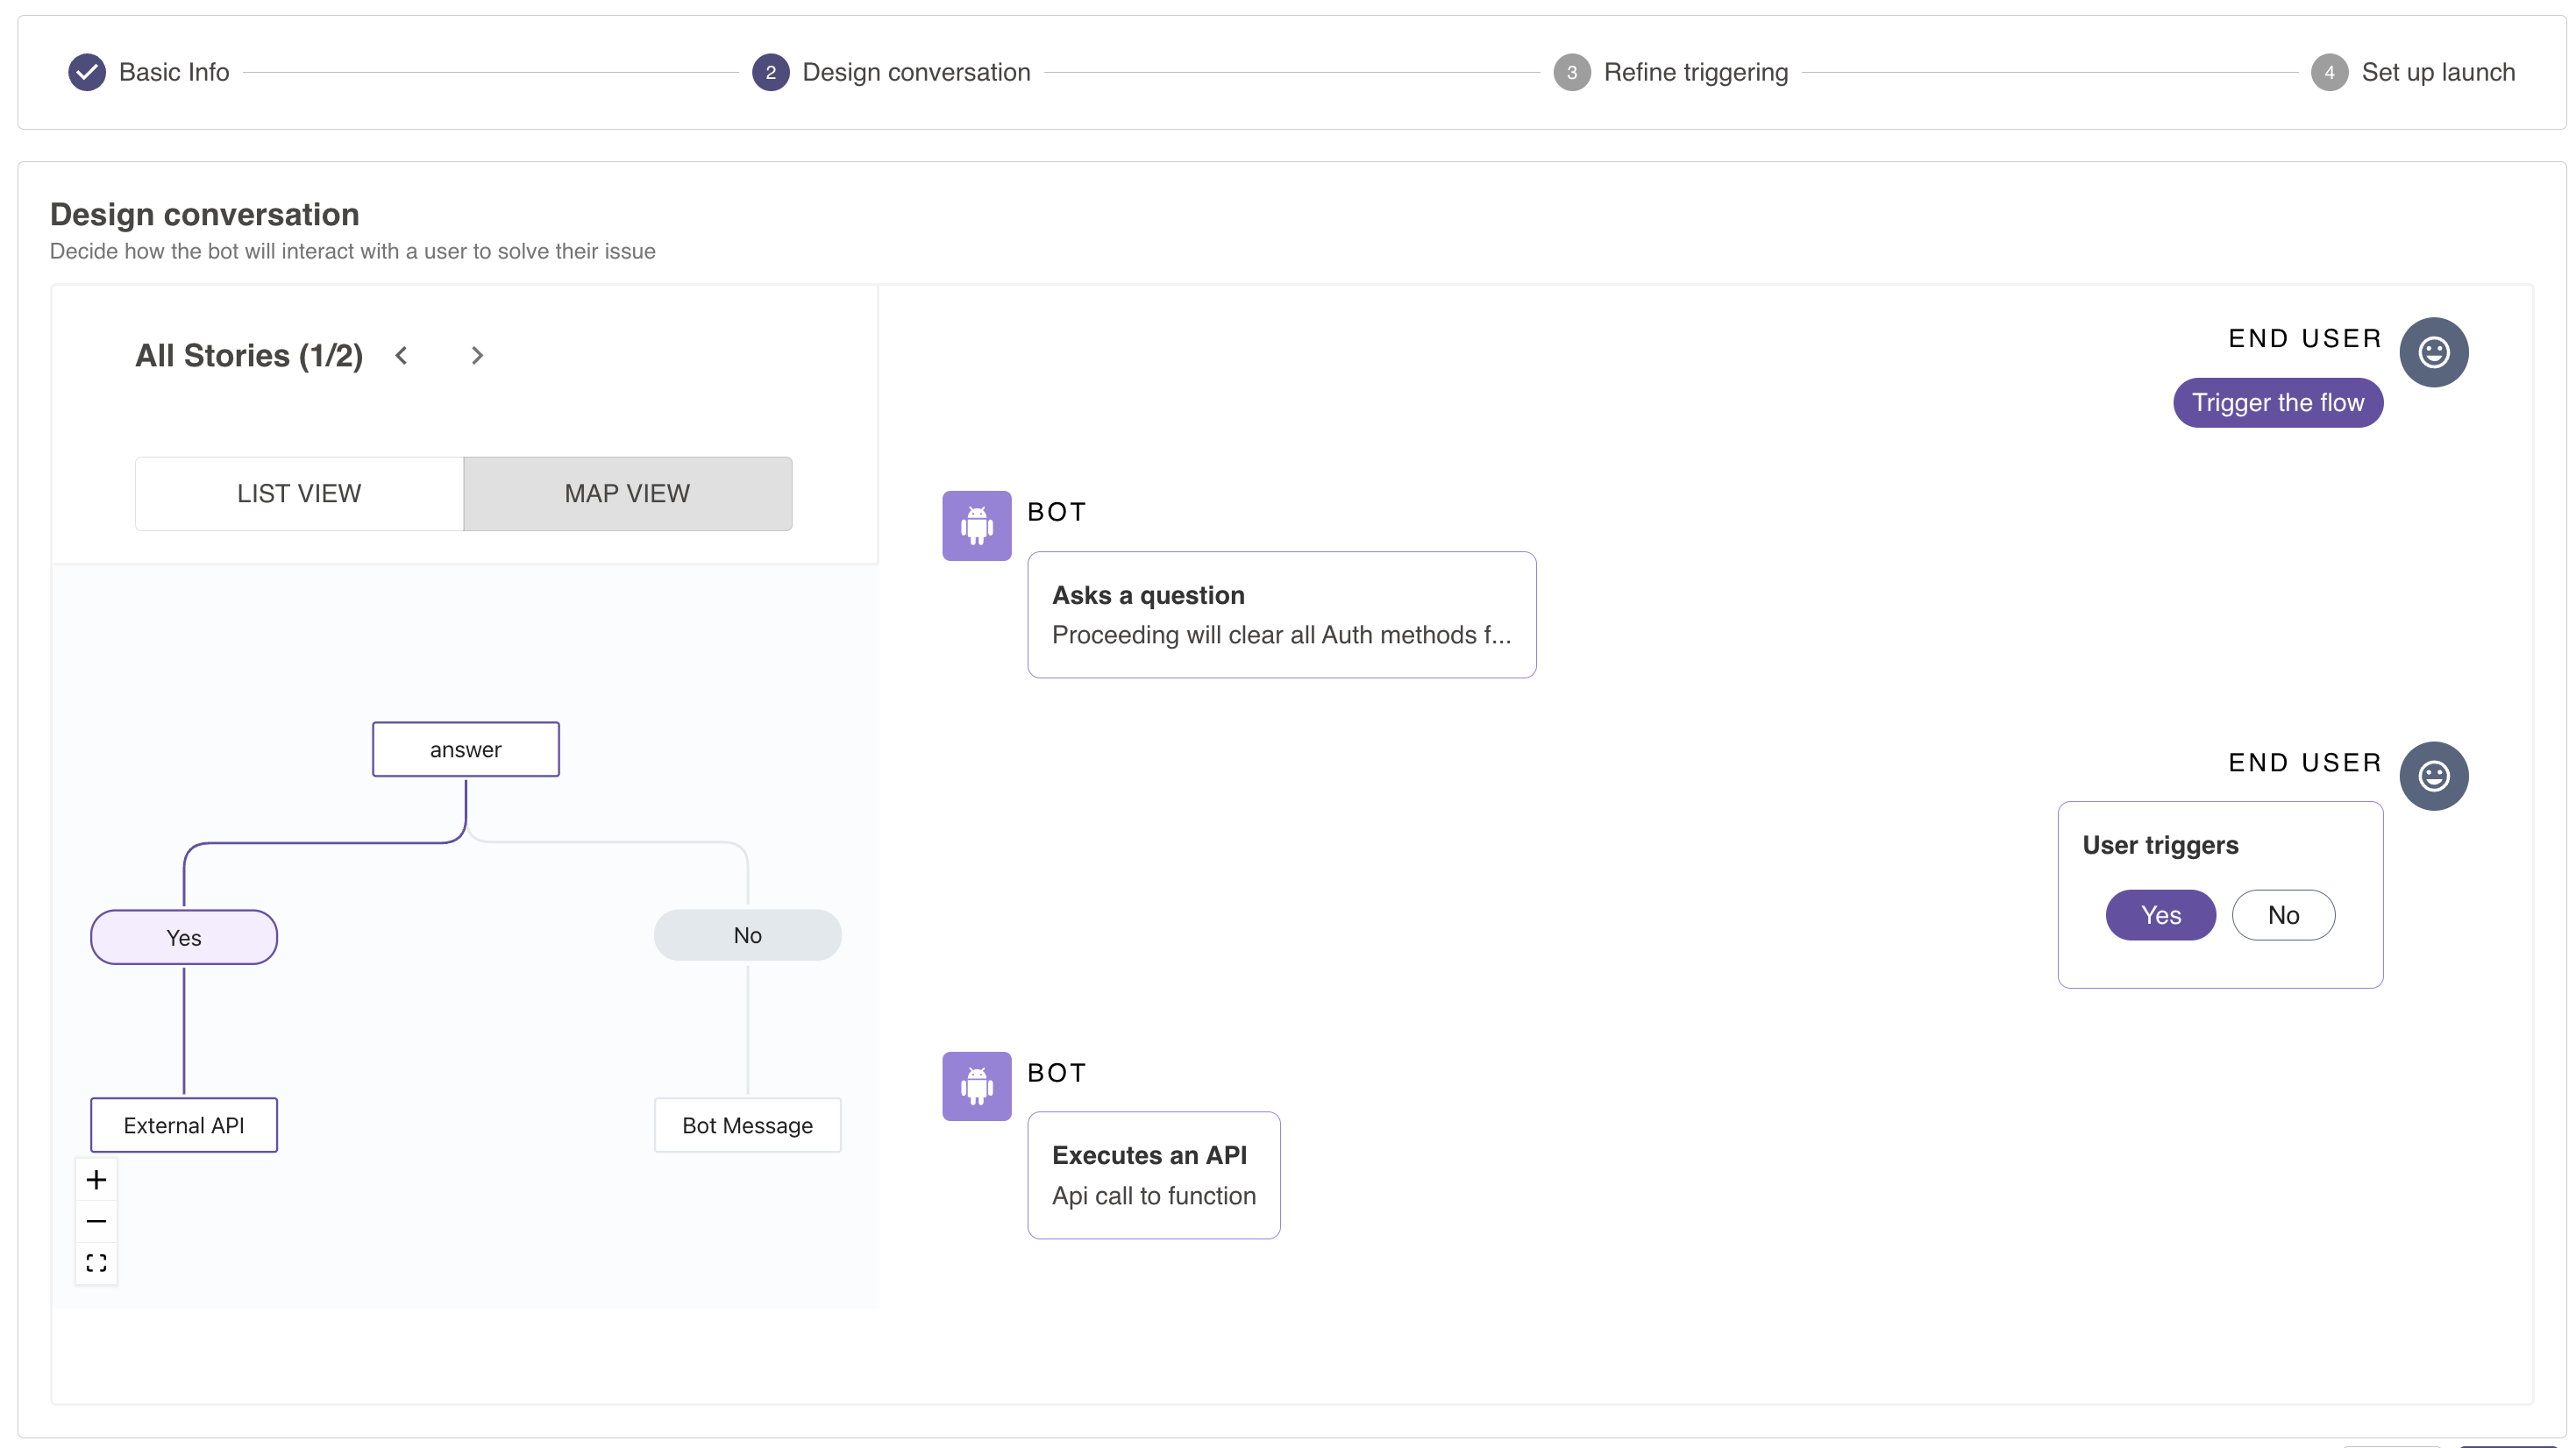 Basic Info
2 Design conversation
3 Refine triggering
4 Set up launch
Design conversation
Decide how the bot will interact with a user to solve their issue
All Stories (1/2)
LIST VIEW
MAP VIEW
answer
Yes
No
External API
Bot Message
END USER
Trigger the flow
BOT
Asks a question
Proceeding will clear all Auth methods f...
END USER
User triggers
Yes
No
BOT
Executes an API
Api call to function